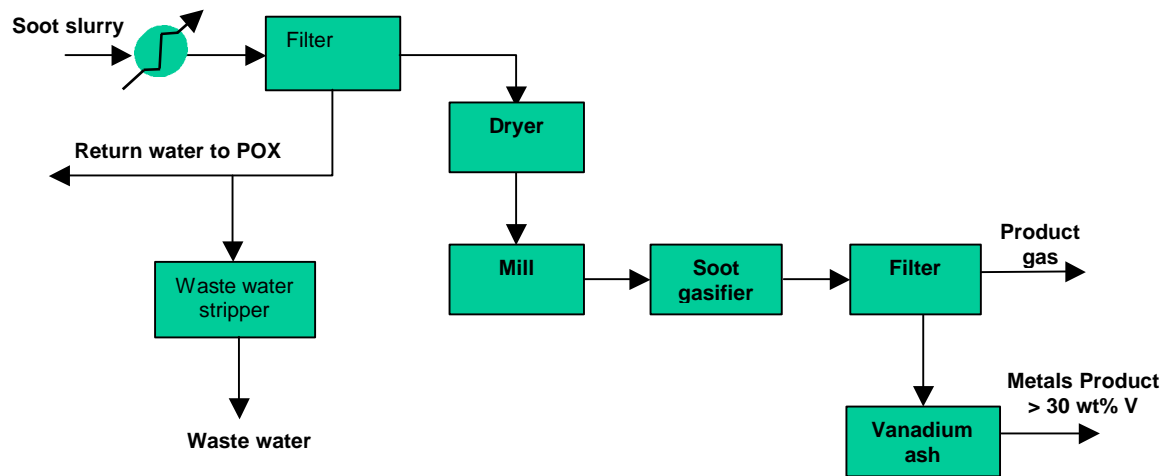 Soot slurry
Filter
Dryer
Return water to POX
Mill
Soot
gasifier
Filter
Product
gas
Waste water
stripper
Metals Product
> 30 wt% V
Vanadium
ash
Waste water